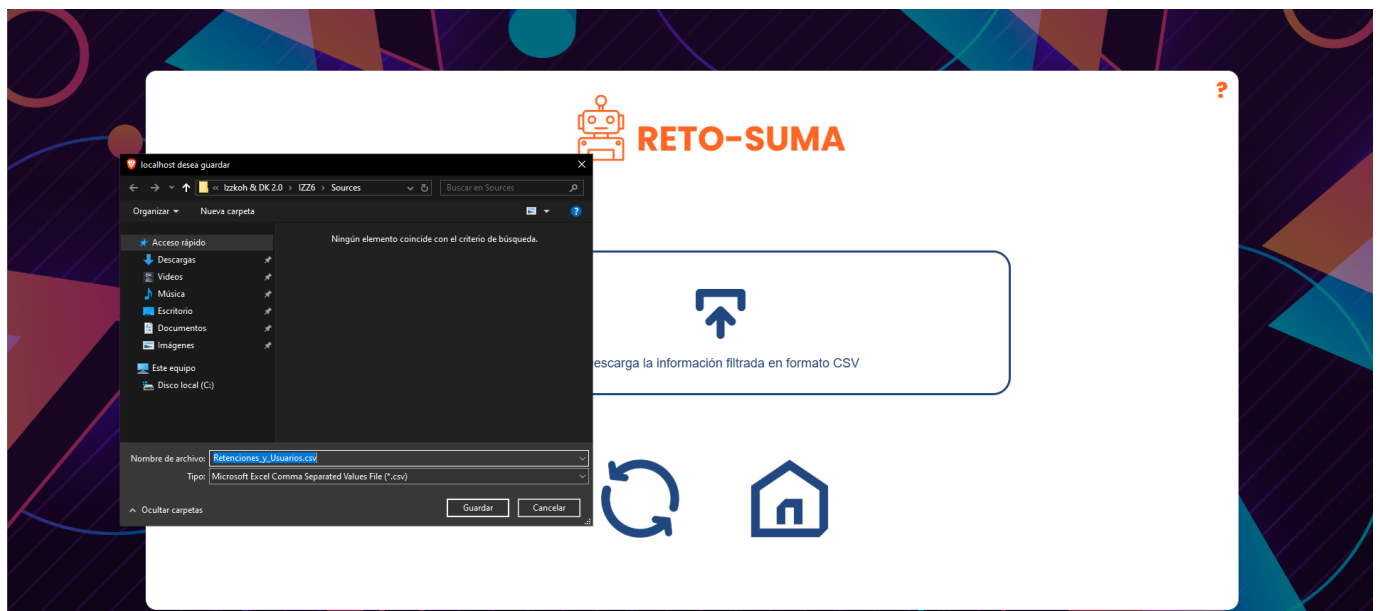 ?
RETO-SUMA
localhost desea guardar
« Izzkoh & DK 2.0 > IZZ6 > Sources
Buscar en Sources
Organizar
Nueva carpeta
?
Acceso rápido
Descargas
Videos
Música
Escritorio
Documentos
Imágenes
Este equipo
Disco local (C:)
Ningún elemento coincide con el criterio de búsqueda.
escarga la información filtrada en formato CSV
Nombre de archivo: Retenciones_y_Usuarios.csv
Tipo: Microsoft Excel Comma Separated Values File (*.csv)
Ocultar carpetas
Guardar
Cancelar